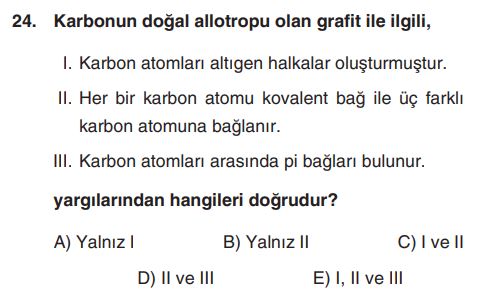 24. Karbonun doğal allotropu olan grafit ile ilgili,
I. Karbon atomları altıgen halkalar oluşturmuştur.
II. Her bir karbon atomu kovalent bağ ile üç farklı
karbon atomuna bağlanır.
III. Karbon atomları arasında pi bağları bulunur.
yargılarından hangileri doğrudur?
A) Yalnız I B) Yalnız II C) I ve II
D) II ve III E) I, II ve III